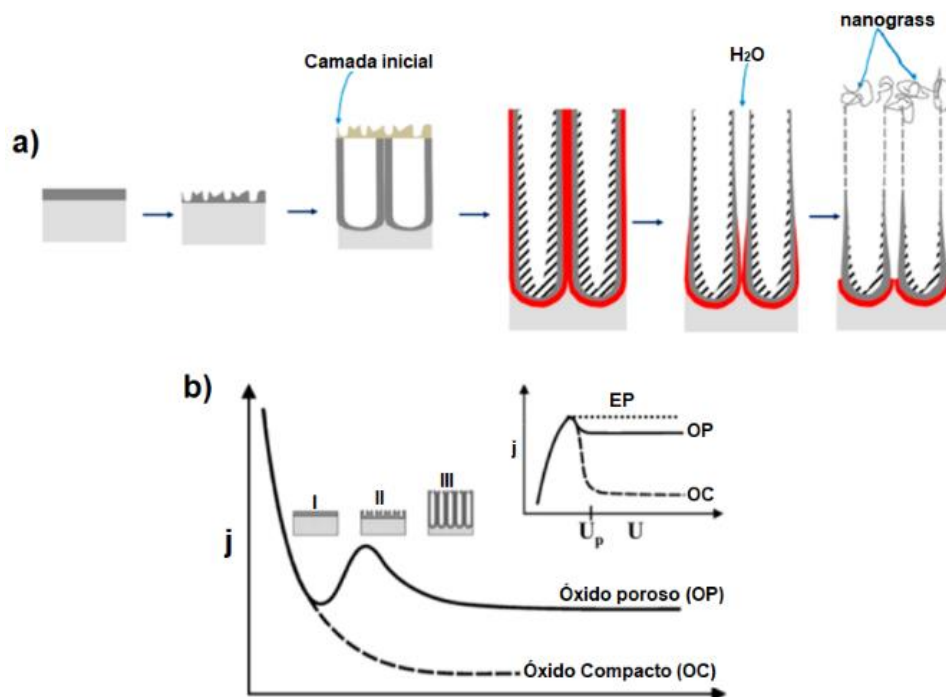 nanograss
H₂O
Camada inicial
a)
b)
EP
OP
j
OC
Uₚ U
I II III
j
Óxido poroso (OP)
Óxido Compacto (OC)